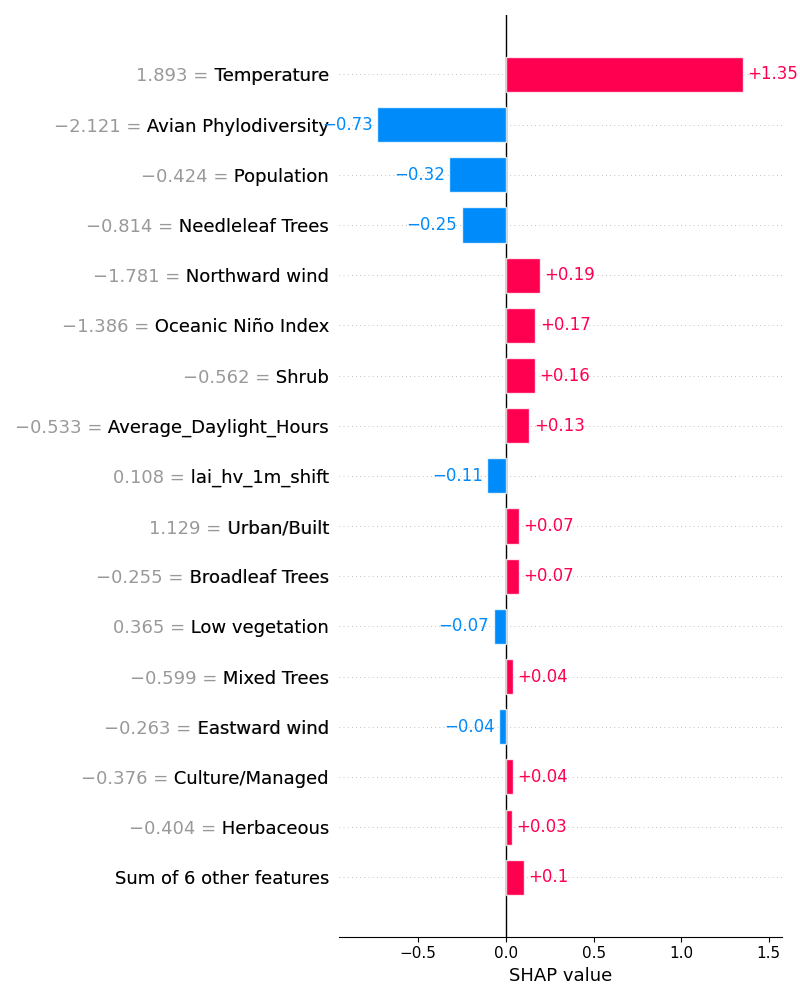 1.893 = Temperature +1.35
−2.121 = Avian Phylodiversity −0.73
−0.424 = Population −0.32
−0.814 = Needleleaf Trees −0.25
−1.781 = Northward wind +0.19
−1.386 = Oceanic Niño Index +0.17
−0.562 = Shrub +0.16
−0.533 = Average_Daylight_Hours +0.13
0.108 = lai_hv_1m_shift −0.11
1.129 = Urban/Built +0.07
−0.255 = Broadleaf Trees +0.07
0.365 = Low vegetation −0.07
−0.599 = Mixed Trees +0.04
−0.263 = Eastward wind −0.04
−0.376 = Culture/Managed +0.04
−0.404 = Herbaceous +0.03
Sum of 6 other features +0.1
−0.5 0.0 0.5 1.0 1.5
SHAP value